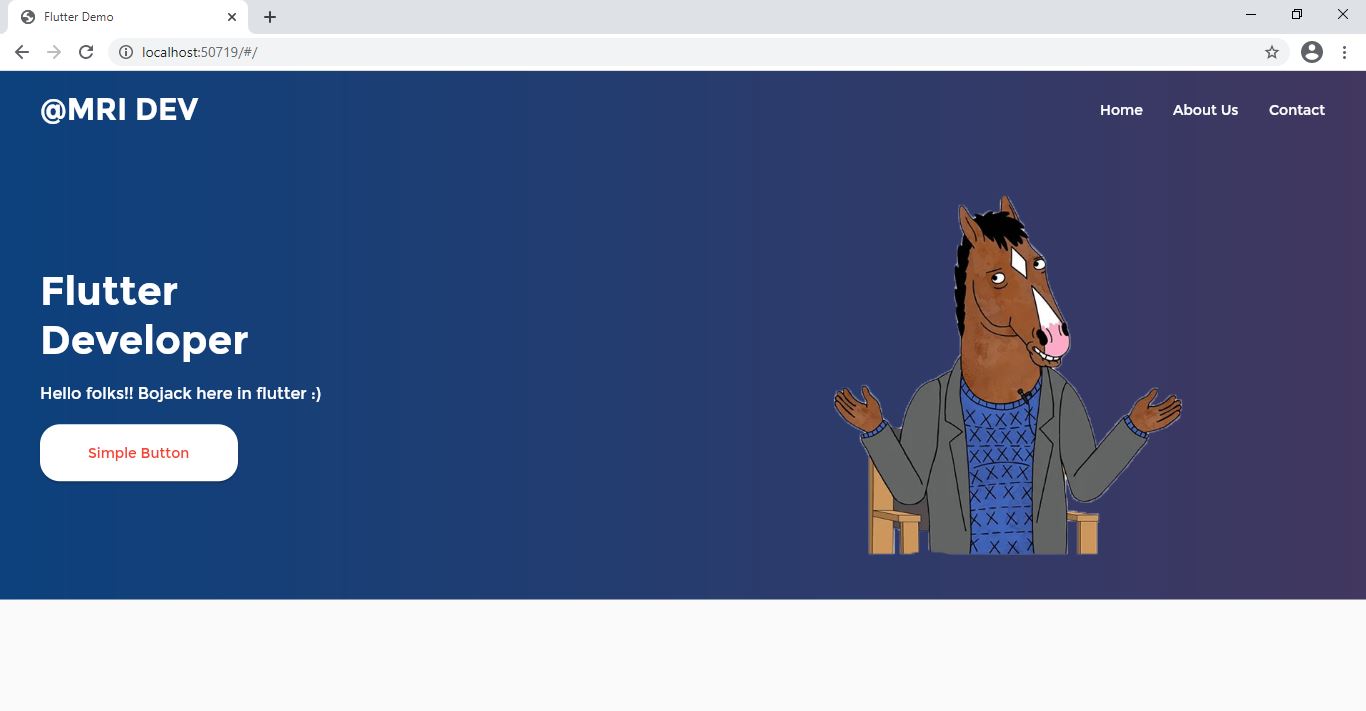 Flutter Demo
localhost:50719/#/
@MRI DEV
Home About Us Contact
Flutter
Developer
Hello folks!! Bojack here in flutter :)
Simple Button